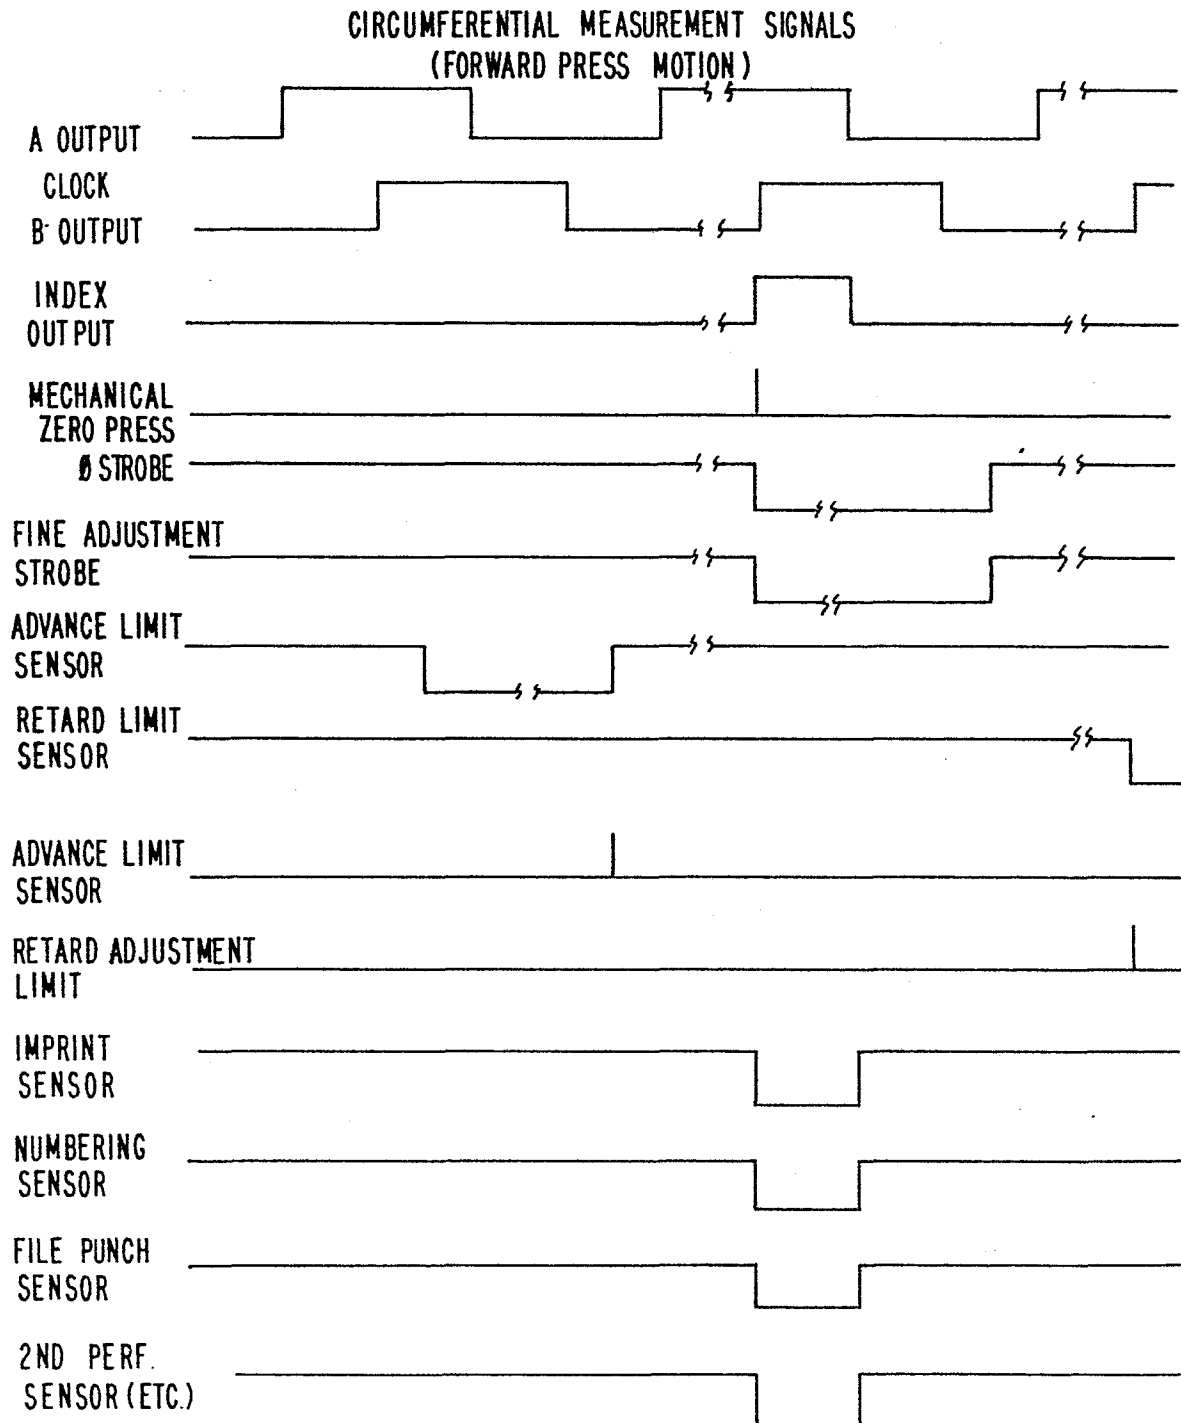 CIRCUMFERENTIAL MEASUREMENT SIGNALS
(FORWARD PRESS MOTION)
A OUTPUT
CLOCK
B OUTPUT
INDEX
OUTPUT
MECHANICAL
ZERO PRESS
Ø STROBE
FINE ADJUSTMENT
STROBE
ADVANCE LIMIT
SENSOR
RETARD LIMIT
SENSOR
ADVANCE LIMIT
SENSOR
RETARD ADJUSTMENT
LIMIT
IMPRINT
SENSOR
NUMBERING
SENSOR
FILE PUNCH
SENSOR
2ND PERF.
SENSOR (ETC.)